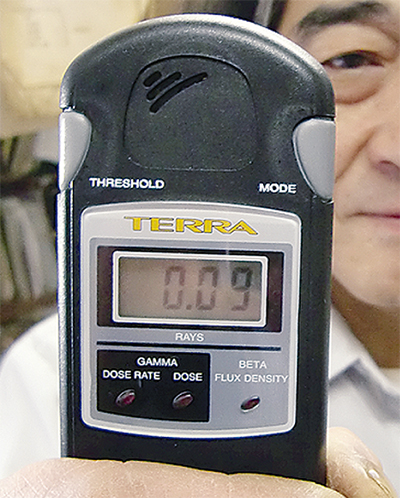 THRESHOLD MODE
TERRA
0.09
RAYS
GAMMA
DOSE RATE DOSE
BETA
FLUX DENSITY